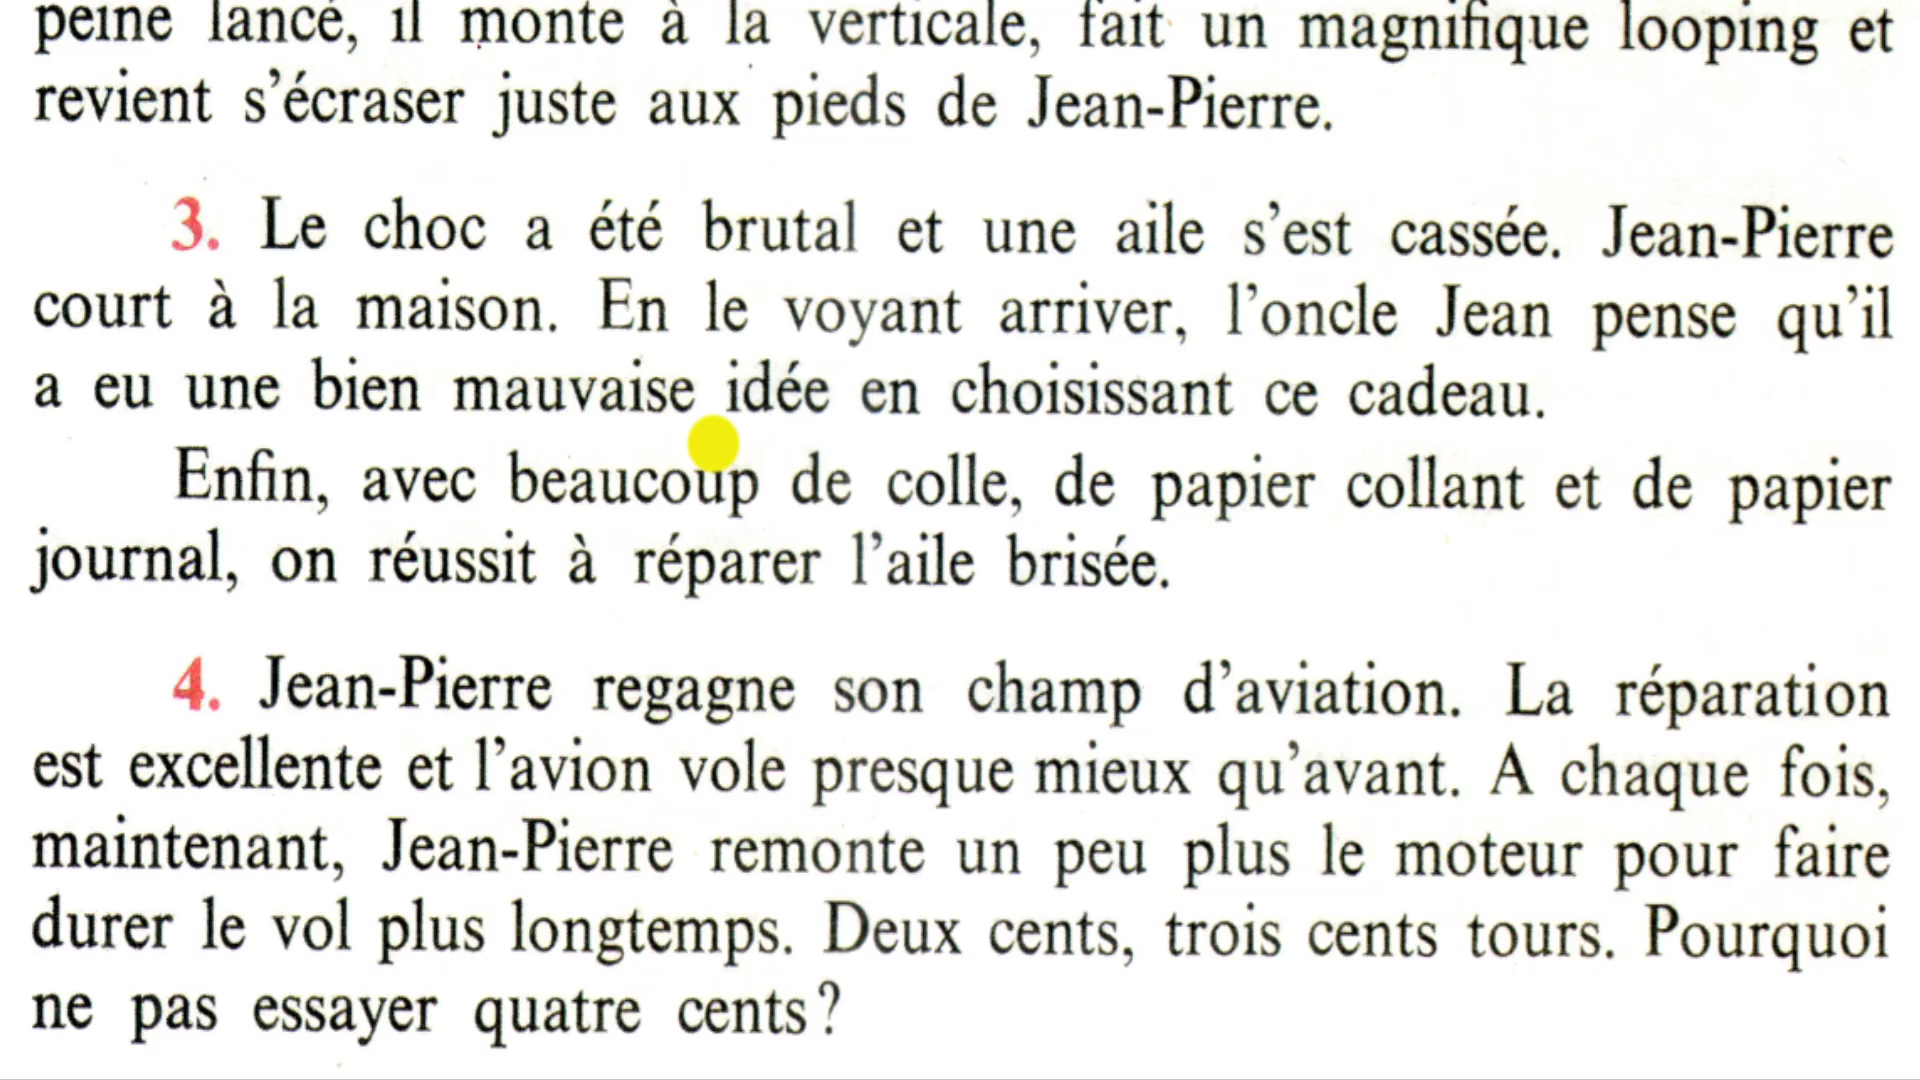 peine lancé, il monte à la verticale, fait un magnifique looping et
revient s'écraser juste aux pieds de Jean-Pierre.
3. Le choc a été brutal et une aile s'est cassée. Jean-Pierre
court à la maison. En le voyant arriver, l'oncle Jean pense qu'il
a eu une bien mauvaise idée en choisissant ce cadeau.
Enfin, avec beaucoup de colle, de papier collant et de papier
journal, on réussit à réparer l'aile brisée.
4. Jean-Pierre regagne son champ d'aviation. La réparation
est excellente et l'avion vole presque mieux qu'avant. A chaque fois,
maintenant, Jean-Pierre remonte un peu plus le moteur pour faire
durer le vol plus longtemps. Deux cents, trois cents tours. Pourquoi
ne pas essayer quatre cents ?